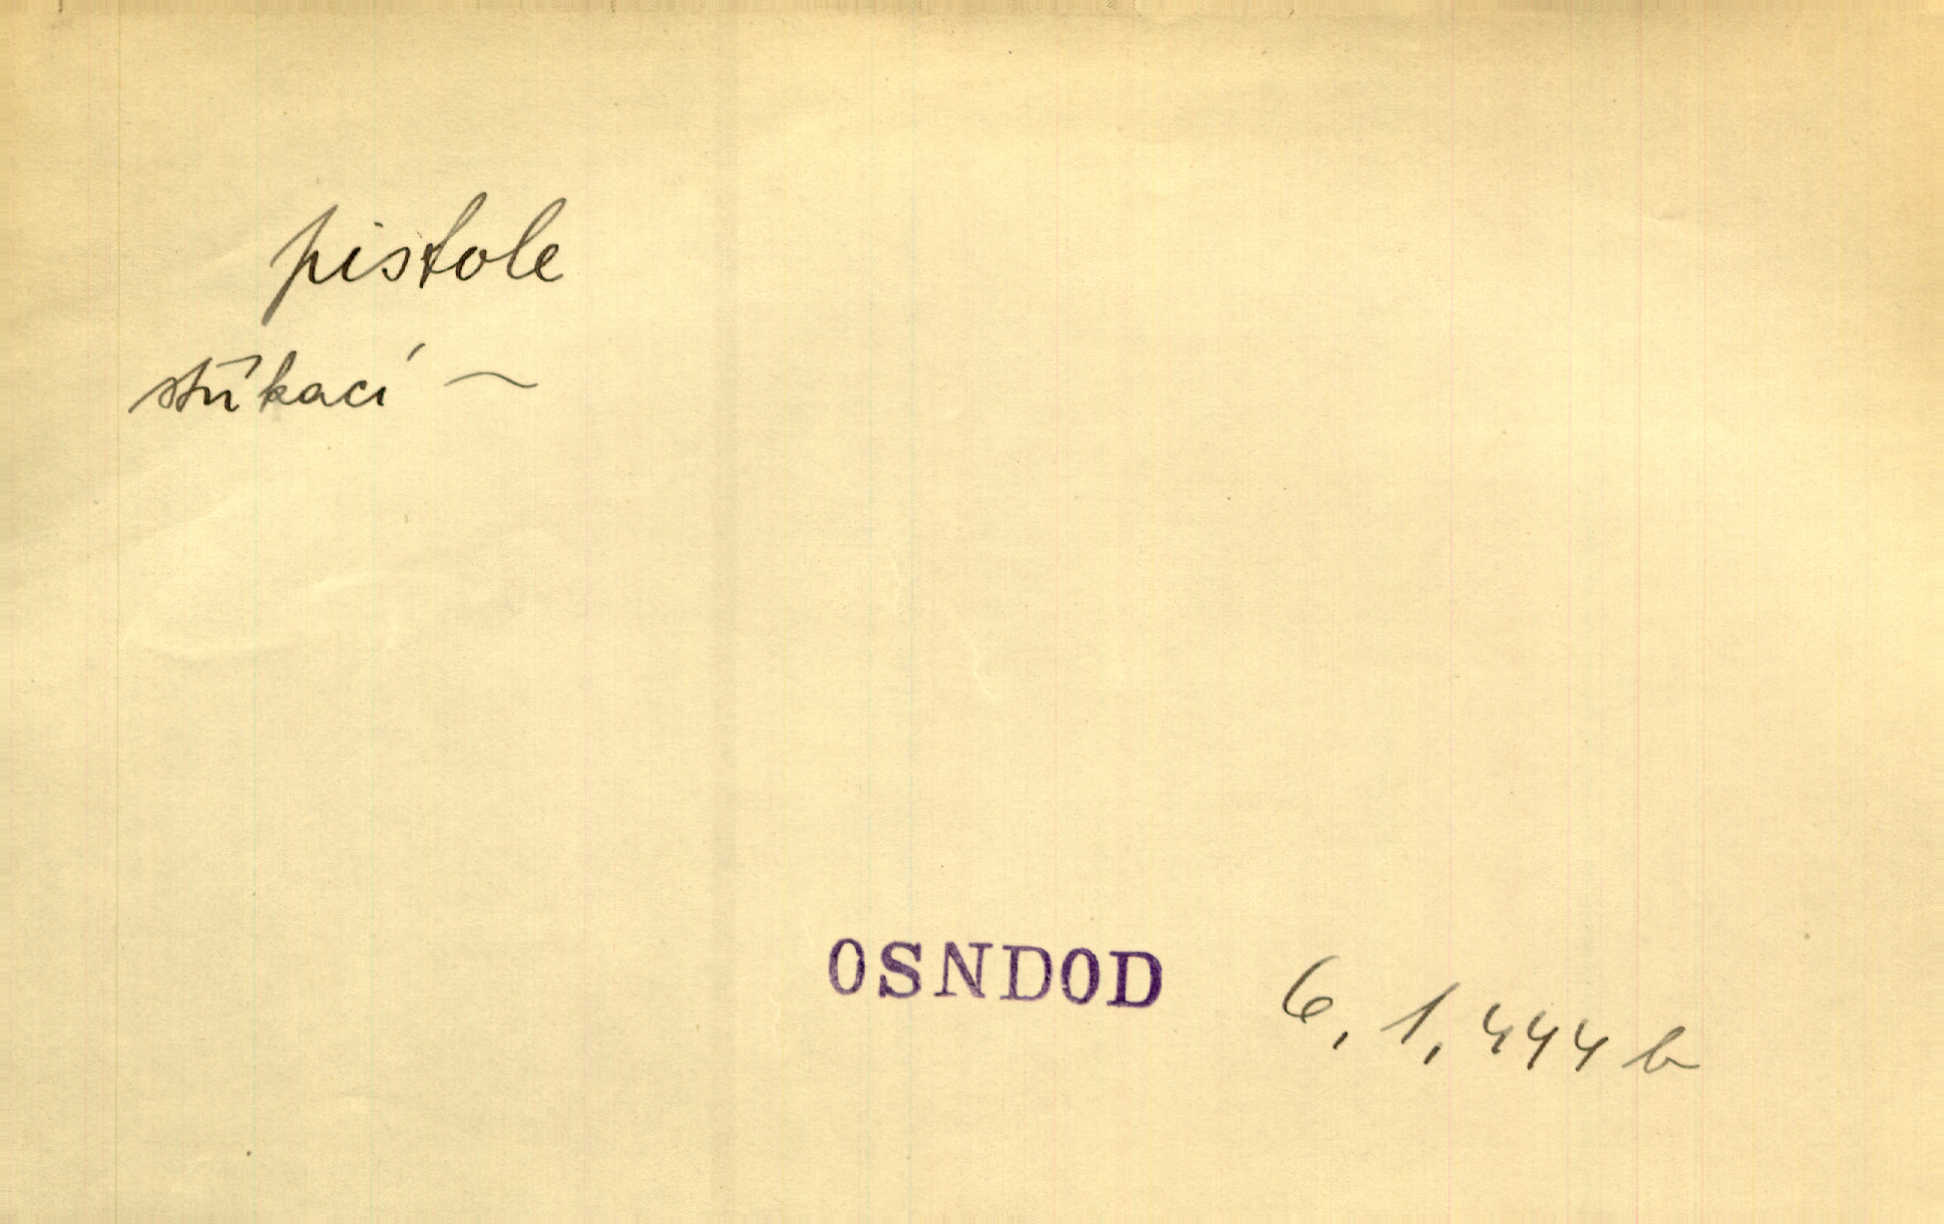 pistole
stříkací ~
OSNDOD 6, 1, 444 b